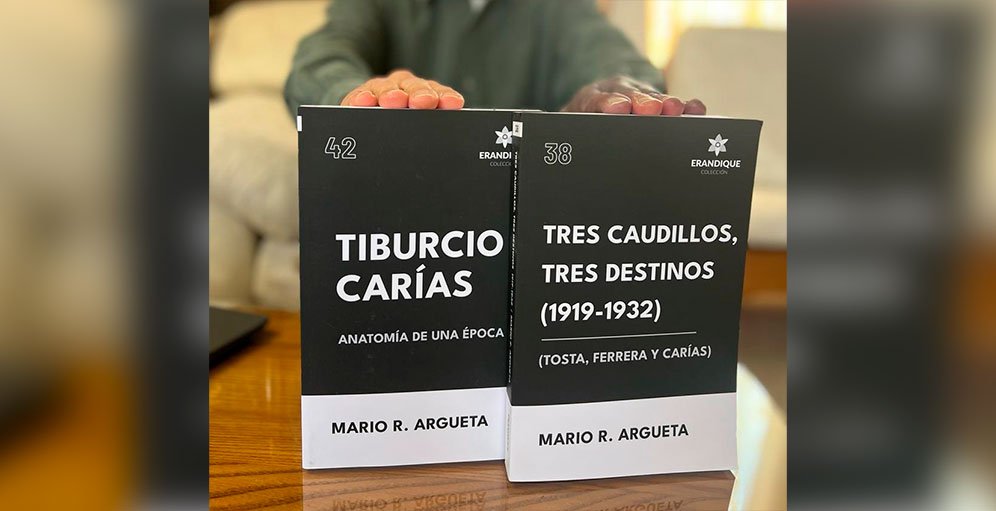 42
ERANDIQUE
COLECCIÓN
TIBURCIO
CARÍAS
ANATOMÍA DE UNA ÉPOCA
MARIO R. ARGUETA
38
ERANDIQUE
COLECCIÓN
TRES CAUDILLOS,
TRES DESTINOS
(1919-1932)
(TOSTA, FERRERA Y CARÍAS)
MARIO R. ARGUETA